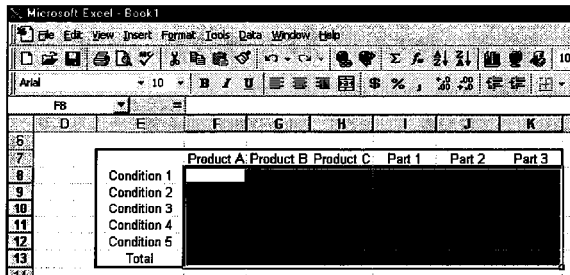 Microsoft Excel - Book1
File Edit View Insert Format Tools Data Window Help
Arial 10 B I U $ % ,
F8 =
D E F G H I J K
6
7 Product A Product B Product C Part 1 Part 2 Part 3
8 Condition 1
9 Condition 2
10 Condition 3
11 Condition 4
12 Condition 5
13 Total